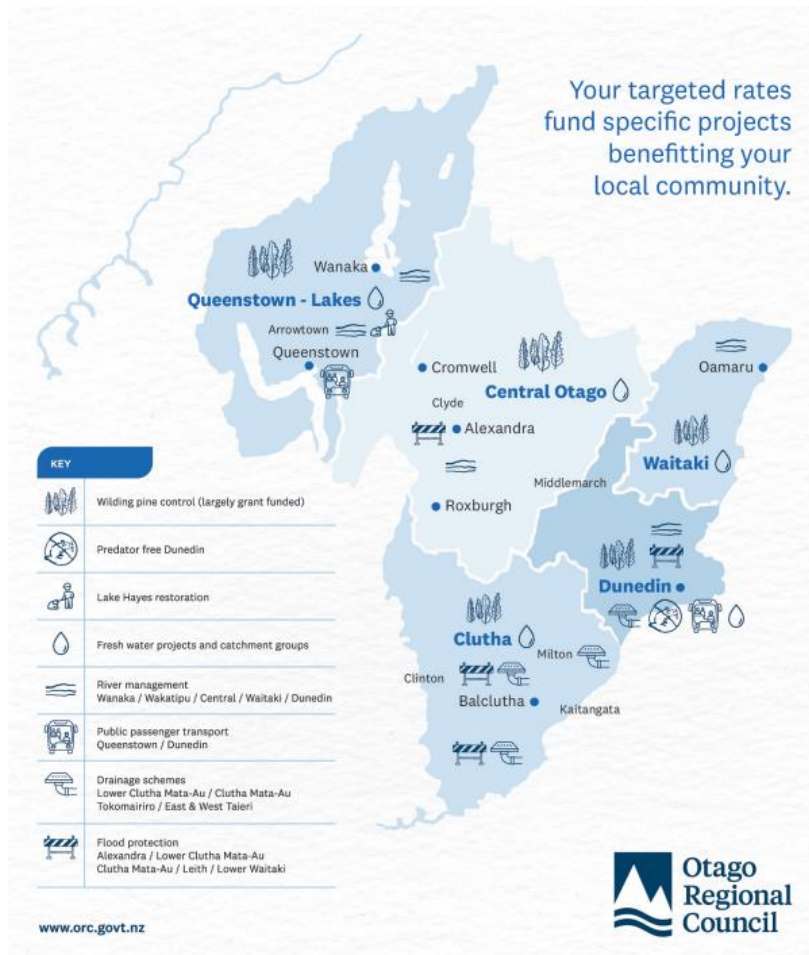 Your targeted rates
fund specific projects
benefitting your
local community.
Wanaka
Queenstown - Lakes
Arrowtown
Queenstown
Cromwell
Central Otago
Clyde
Alexandra
Oamaru
Waitaki
Middlemarch
Roxburgh
Dunedin
Clutha
Milton
Clinton
Balclutha
Kaitangata
KEY
Wilding pine control (largely grant funded)
Predator free Dunedin
Lake Hayes restoration
Fresh water projects and catchment groups
River management
Wanaka / Wakatipu / Central / Waitaki / Dunedin
Public passenger transport
Queenstown / Dunedin
Drainage schemes
Lower Clutha Mata-Au / Clutha Mata-Au
Tokomairiro / East & West Taieri
Flood protection
Alexandra / Lower Clutha Mata-Au
Clutha Mata-Au / Leith / Lower Waitaki
www.orc.govt.nz
Otago
Regional
Council